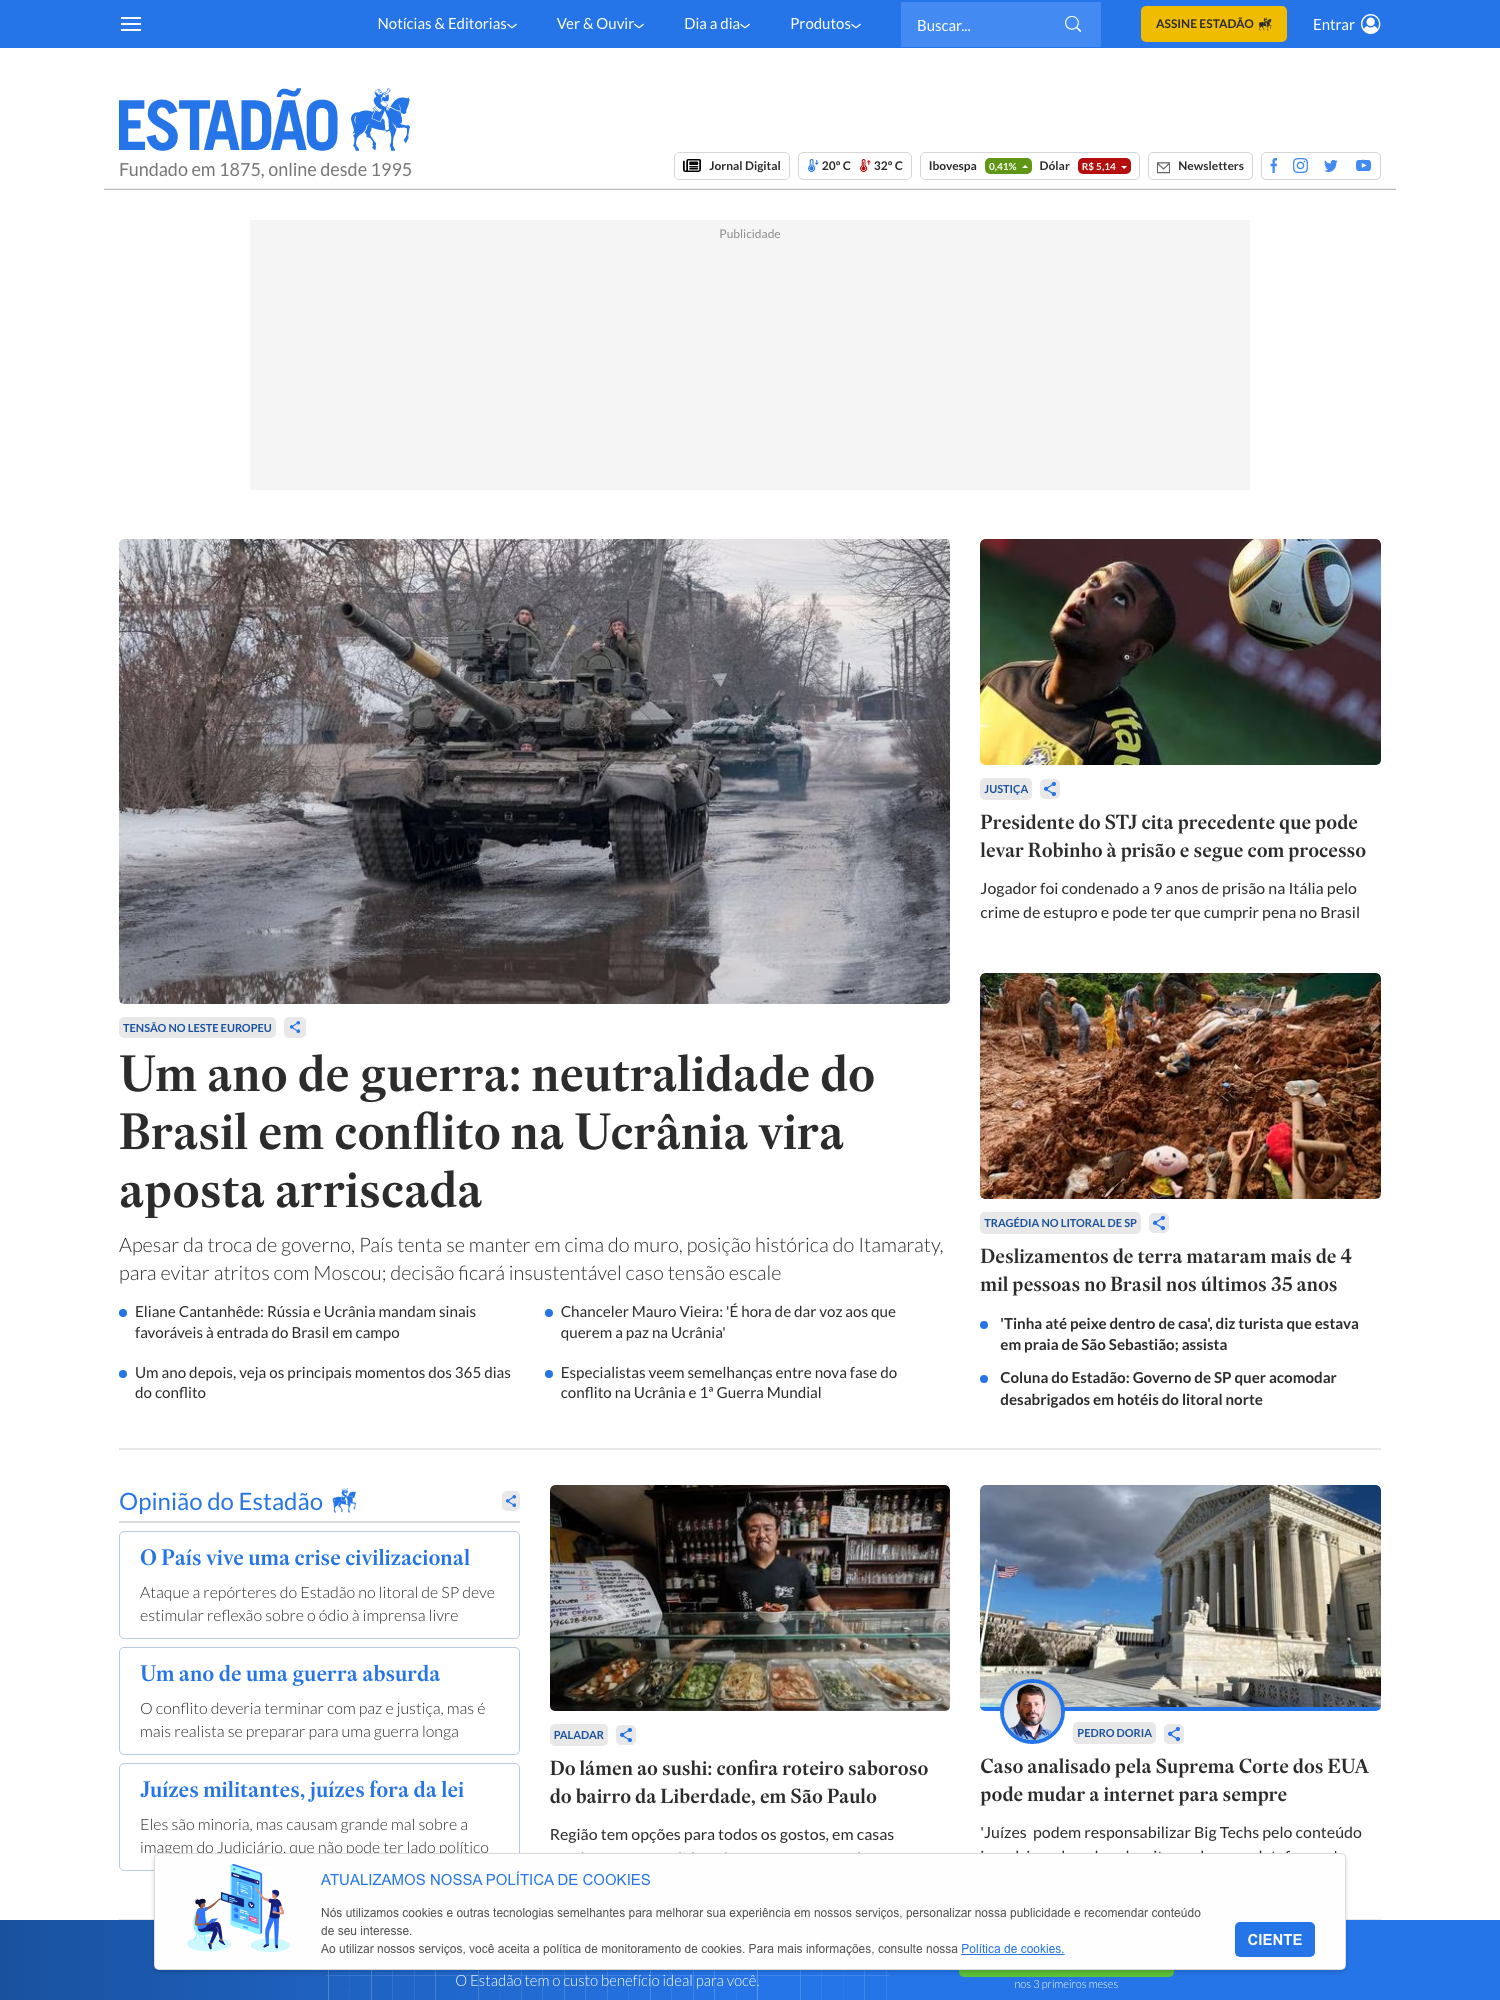 Notícias & Editorias
Ver & Ouvir
Dia a dia
Produtos
Buscar...
ASSINE ESTADÃO
Entrar
ESTADÃO
Fundado em 1875, online desde 1995
Jornal Digital
20º C 32º C
Ibovespa 0,41% Dólar R$ 5,14
Newsletters
Publicidade
TENSÃO NO LESTE EUROPEU
Um ano de guerra: neutralidade do
Brasil em conflito na Ucrânia vira
aposta arriscada
Apesar da troca de governo, País tenta se manter em cima do muro, posição histórica do Itamaraty,
para evitar atritos com Moscou; decisão ficará insustentável caso tensão escale
Eliane Cantanhêde: Rússia e Ucrânia mandam sinais
favoráveis à entrada do Brasil em campo
Chanceler Mauro Vieira: 'É hora de dar voz aos que
querem a paz na Ucrânia'
Um ano depois, veja os principais momentos dos 365 dias
do conflito
Especialistas veem semelhanças entre nova fase do
conflito na Ucrânia e 1ª Guerra Mundial
Itaú
JUSTIÇA
Presidente do STJ cita precedente que pode
levar Robinho à prisão e segue com processo
Jogador foi condenado a 9 anos de prisão na Itália pelo
crime de estupro e pode ter que cumprir pena no Brasil
TRAGÉDIA NO LITORAL DE SP
Deslizamentos de terra mataram mais de 4
mil pessoas no Brasil nos últimos 35 anos
'Tinha até peixe dentro de casa', diz turista que estava
em praia de São Sebastião; assista
Coluna do Estadão: Governo de SP quer acomodar
desabrigados em hotéis do litoral norte
Opinião do Estadão
O País vive uma crise civilizacional
Ataque a repórteres do Estadão no litoral de SP deve
estimular reflexão sobre o ódio à imprensa livre
Um ano de uma guerra absurda
O conflito deveria terminar com paz e justiça, mas é
mais realista se preparar para uma guerra longa
Juízes militantes, juízes fora da lei
Eles são minoria, mas causam grande mal sobre a
imagem do Judiciário, que não pode ter lado político
PALADAR
Do lámen ao sushi: confira roteiro saboroso
do bairro da Liberdade, em São Paulo
Região tem opções para todos os gostos, em casas
PEDRO DORIA
Caso analisado pela Suprema Corte dos EUA
pode mudar a internet para sempre
'Juízes podem responsabilizar Big Techs pelo conteúdo
ATUALIZAMOS NOSSA POLÍTICA DE COOKIES
Nós utilizamos cookies e outras tecnologias semelhantes para melhorar sua experiência em nossos serviços, personalizar nossa publicidade e recomendar conteúdo
de seu interesse.
Ao utilizar nossos serviços, você aceita a política de monitoramento de cookies. Para mais informações, consulte nossa Política de cookies.
CIENTE
O Estadão tem o custo benefício ideal para você.
nos 3 primeiros meses